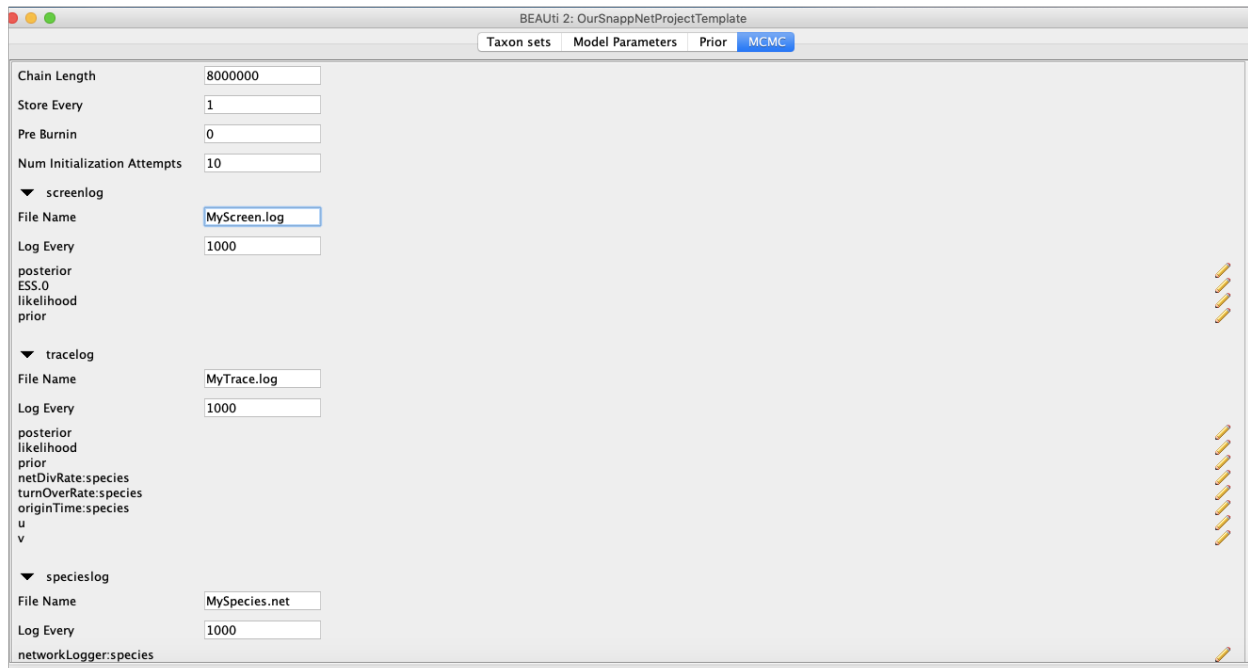 BEAUti 2: OurSnappNetProjectTemplate
Taxon sets Model Parameters Prior MCMC
Chain Length 8000000
Store Every 1
Pre Burnin 0
Num Initialization Attempts 10
screenlog
File Name MyScreen.log
Log Every 1000
posterior
ESS.0
likelihood
prior
tracelog
File Name MyTrace.log
Log Every 1000
posterior
likelihood
prior
netDivRate:species
turnOverRate:species
originTime:species
u
v
specieslog
File Name MySpecies.net
Log Every 1000
networkLogger:species